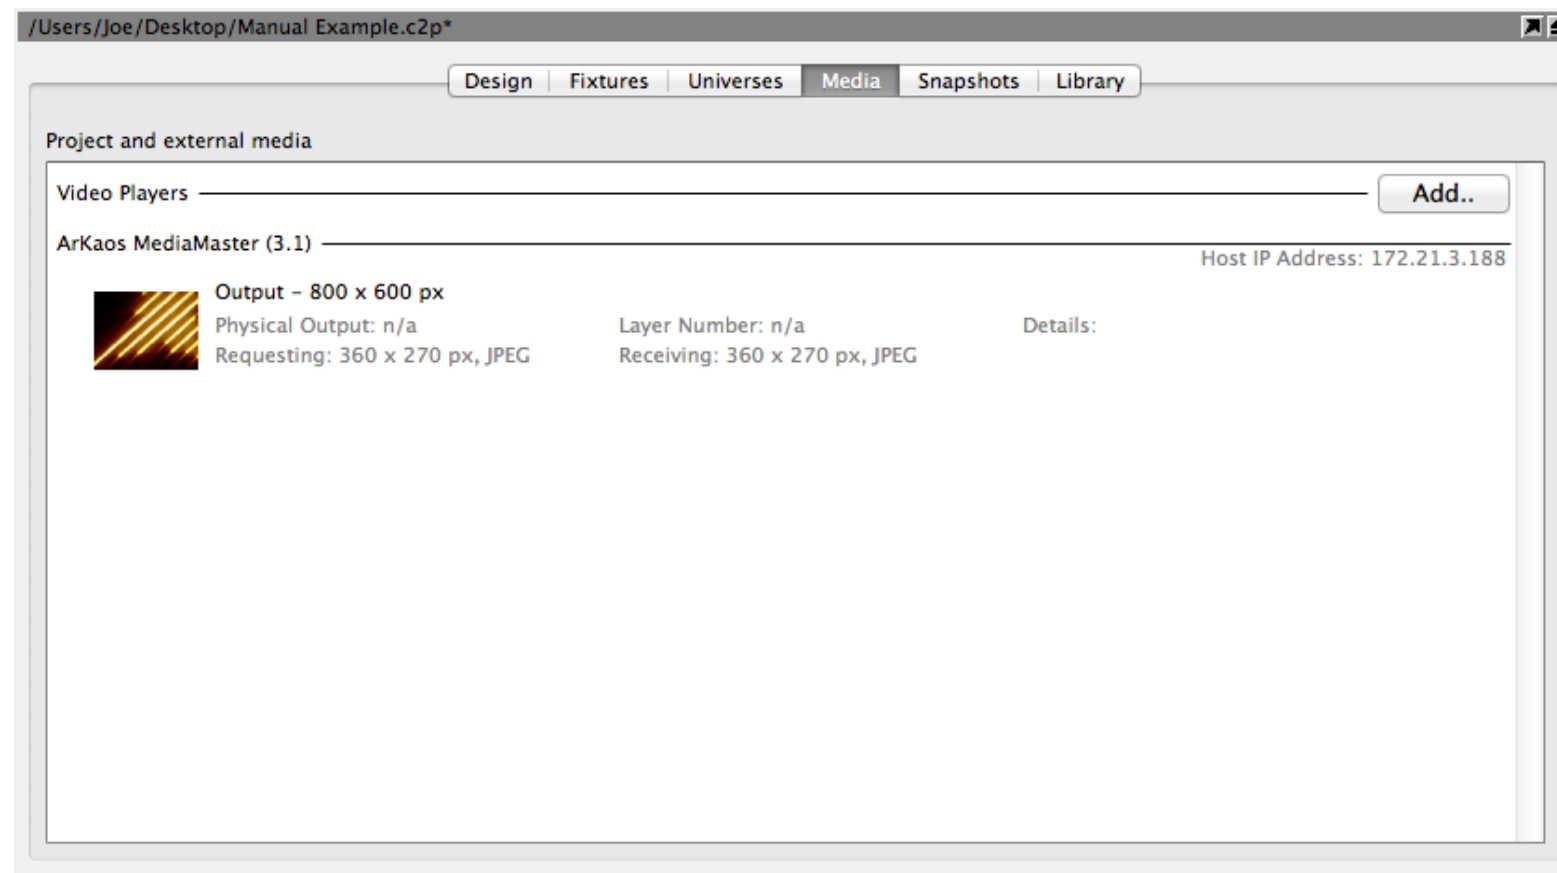 /Users/Joe/Desktop/Manual Example.c2p*
Design Fixtures Universes Media Snapshots Library
Project and external media
Video Players Add..
ArKaos MediaMaster (3.1)
Host IP Address: 172.21.3.188
Output – 800 x 600 px
Physical Output: n/a Layer Number: n/a Details:
Requesting: 360 x 270 px, JPEG Receiving: 360 x 270 px, JPEG